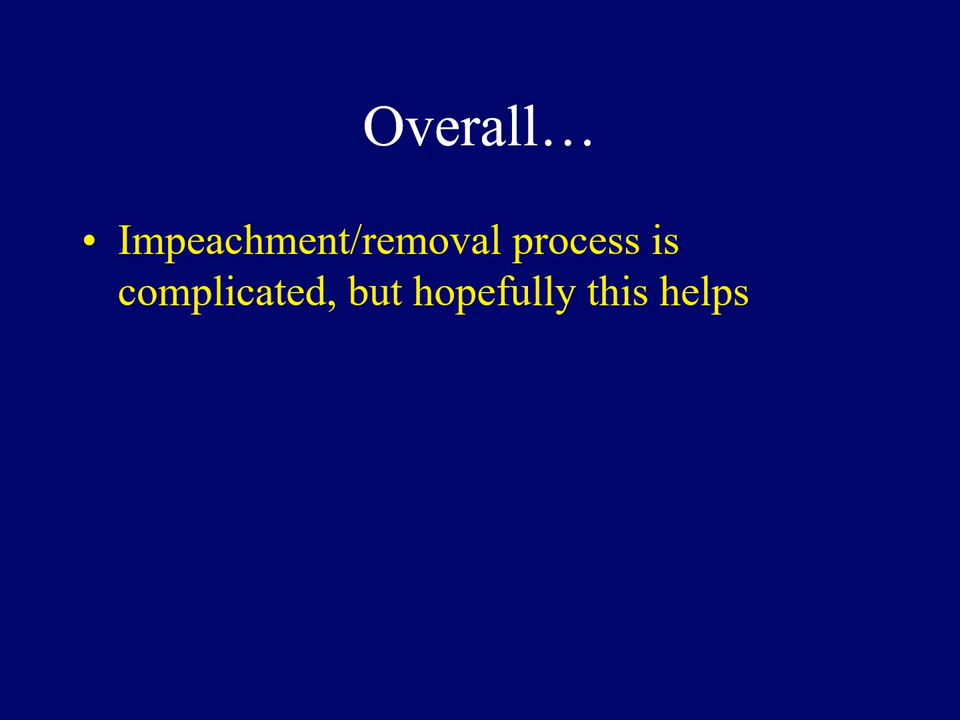 Overall…
• Impeachment/removal process is
complicated, but hopefully this helps